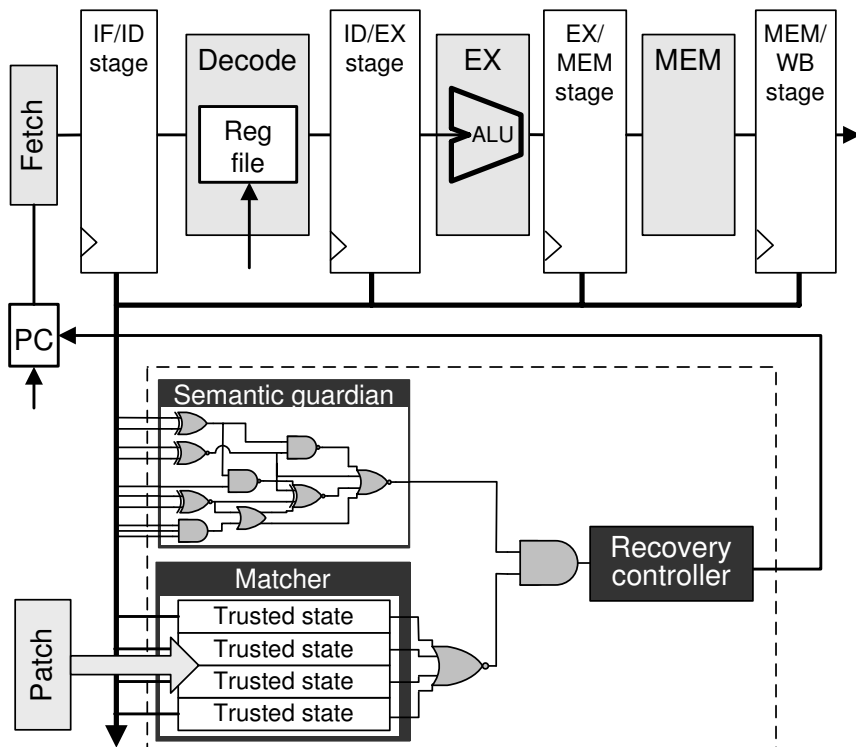 IF/ID
stage
Decode
ID/EX
stage
EX
EX/
MEM
stage
MEM
MEM/
WB
stage
Fetch
Reg
file
ALU
PC
Semantic guardian
Recovery
controller
Matcher
Trusted state
Trusted state
Trusted state
Trusted state
Patch